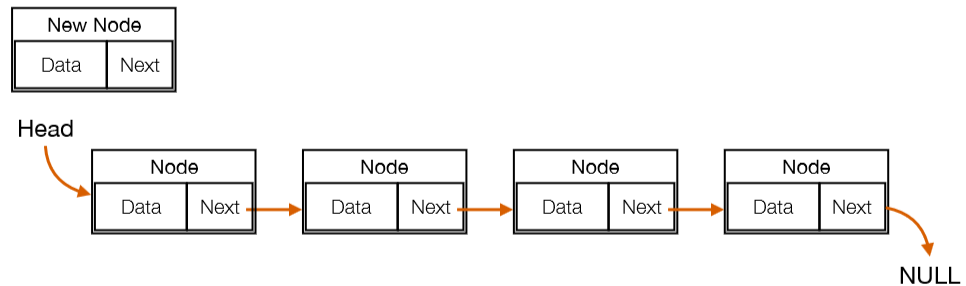 New Node
Data Next
Head
Node Node Node Node
Data Next Data Next Data Next Data Next
NULL